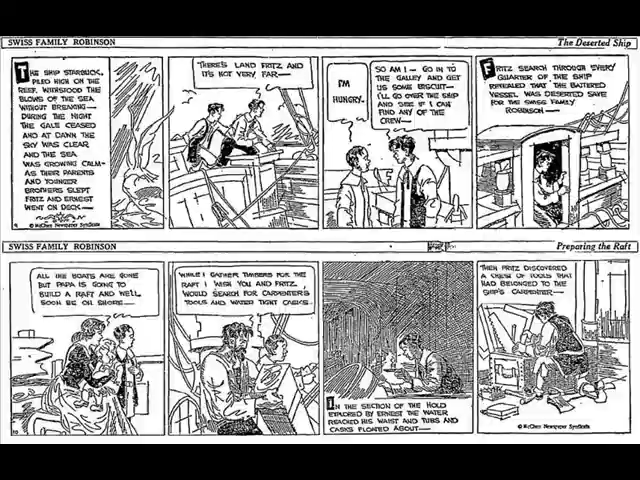 SWISS FAMILY ROBINSON
The Deserted Ship
THE SHIP STARBUCK,
PILED HIGH ON THE
REEF, WITHSTOOD THE
BLOWS OF THE SEA
WITHOUT BREAKING—
DURING THE NIGHT
THE GALE CEASED
AND AT DAWN THE
SKY WAS CLEAR
AND THE SEA
WAS GROWING CALM—
AS THEIR PARENTS
AND YOUNGER
BROTHERS SLEPT
FRITZ AND ERNEST
WENT ON DECK—
9
© McClure Newspaper Syndicate
THERE'S LAND FRITZ AND
IT'S NOT VERY FAR—
I'M
HUNGRY.
SO AM I — GO IN TO
THE GALLEY AND GET
US SOME BISCUIT—
I'LL GO OVER THE SHIP
AND SEE IF I CAN
FIND ANY OF THE
CREW—
FRITZ SEARCH THROUGH EVERY
QUARTER OF THE SHIP
REVEALED THAT THE BATTERED
VESSEL WAS DESERTED SAVE
FOR THE SWISS FAMILY
ROBINSON—
SWISS FAMILY ROBINSON
Preparing the Raft
ALL THE BOATS ARE GONE
BUT PAPA IS GOING TO
BUILD A RAFT AND WE'LL
SOON BE ON SHORE—
10
WHILE I GATHER TIMBERS FOR THE
RAFT I WISH YOU AND FRITZ
WOULD SEARCH FOR CARPENTER'S
TOOLS AND WATER TIGHT CASKS.
IN THE SECTION OF THE HOLD
EXPLORED BY ERNEST THE WATER
REACHED HIS WAIST AND TUBS AND
CASKS FLOATED ABOUT—
THEN FRITZ DISCOVERED
A CHEST OF TOOLS THAT
HAD BELONGED TO THE
SHIP'S CARPENTER—
© McClure Newspaper Syndicate